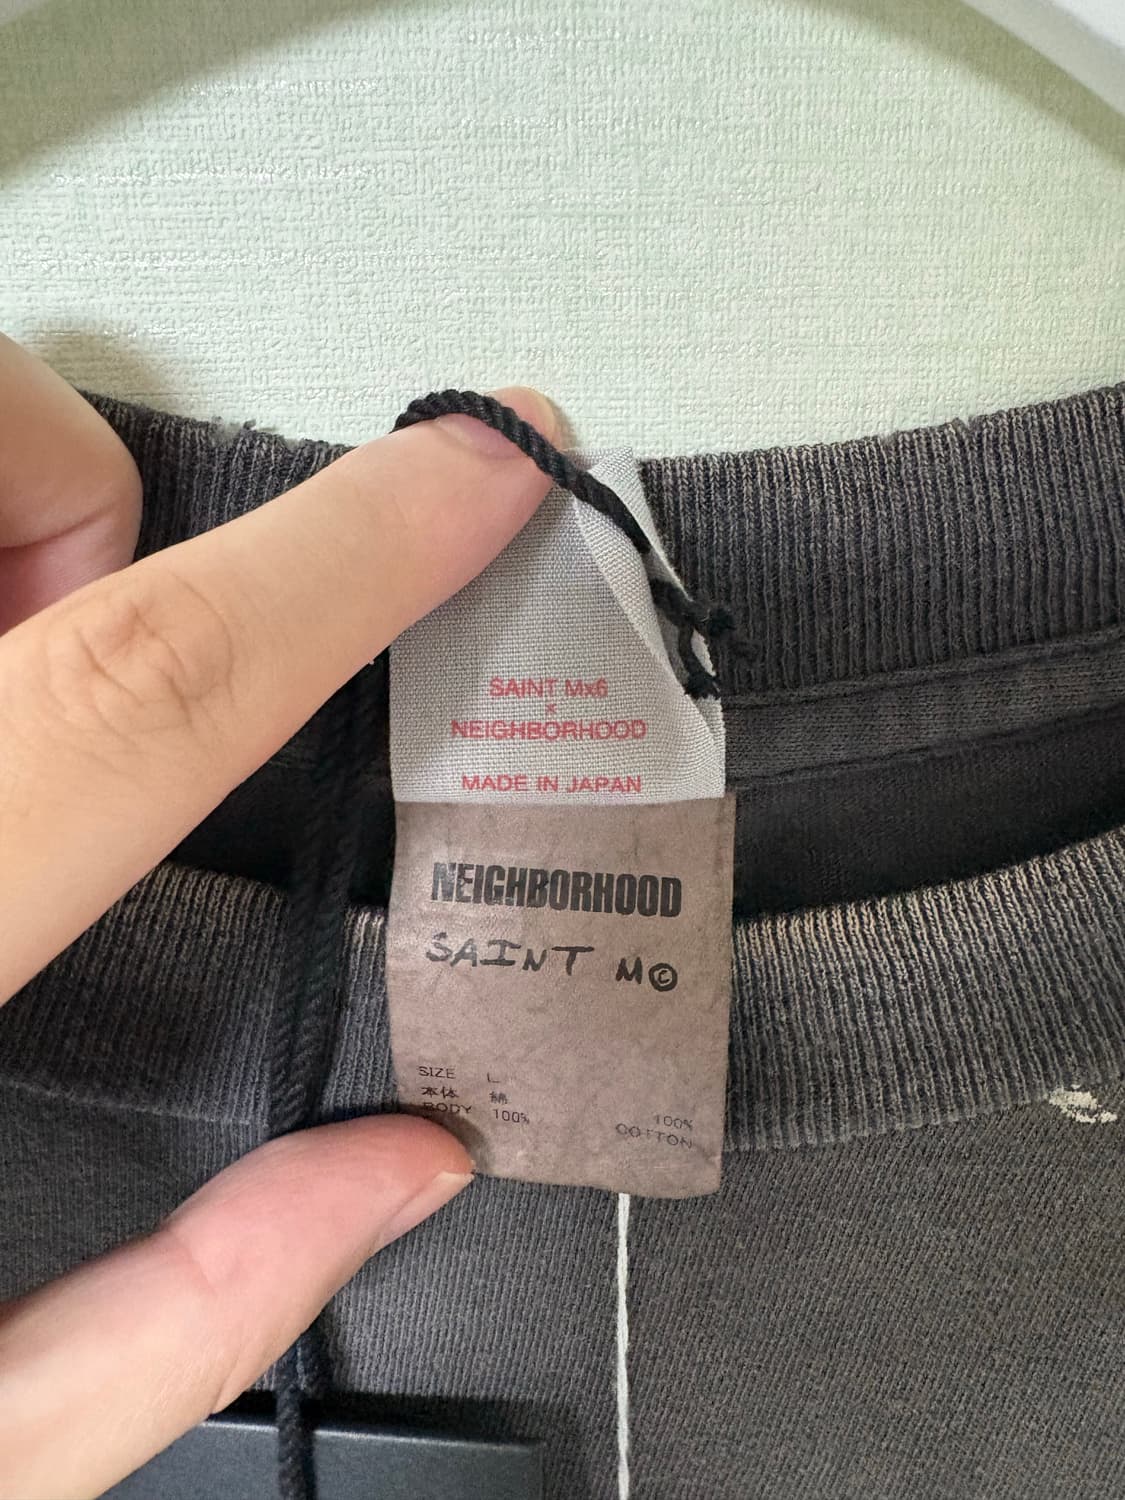 SAINT Mx6
x
NEIGHBORHOOD
MADE IN JAPAN
NEIGHBORHOOD
SAINT M©
SIZE L
本体 綿
BODY 100%
100%
COTTON